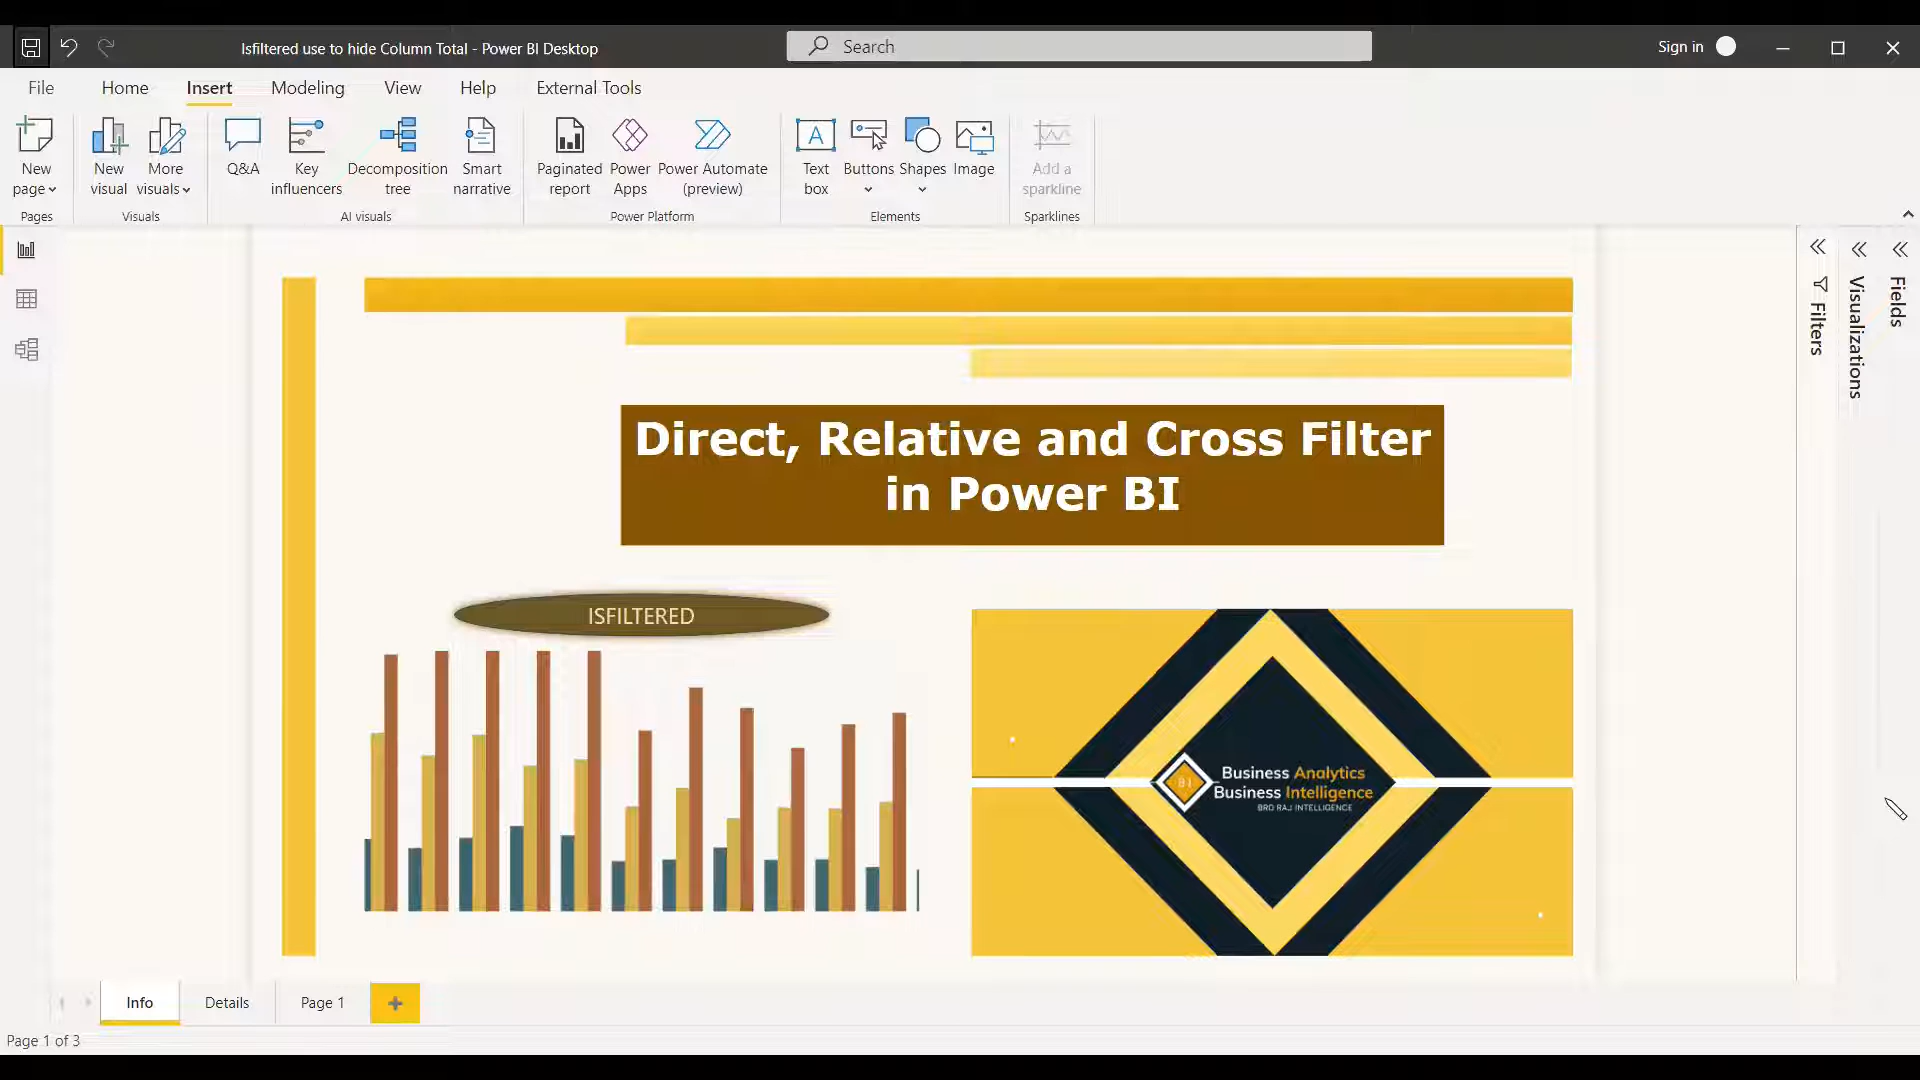 Isfiltered use to hide Column Total - Power BI Desktop
Search
Sign in
File
Home
Insert
Modeling
View
Help
External Tools
New
page
New
visual
More
visuals
Q&A
Key
influencers
Decomposition
tree
Smart
narrative
Paginated
report
Power
Apps
Power Automate
(preview)
A
Text
box
Buttons
Shapes
Image
Add a
sparkline
Pages
Visuals
AI visuals
Power Platform
Elements
Sparklines
Filters
Visualizations
Fields
Direct, Relative and Cross Filter
in Power BI
ISFILTERED
BI
Business Analytics
Business Intelligence
BRO RAJ INTELLIGENCE
Info
Details
Page 1
Page 1 of 3